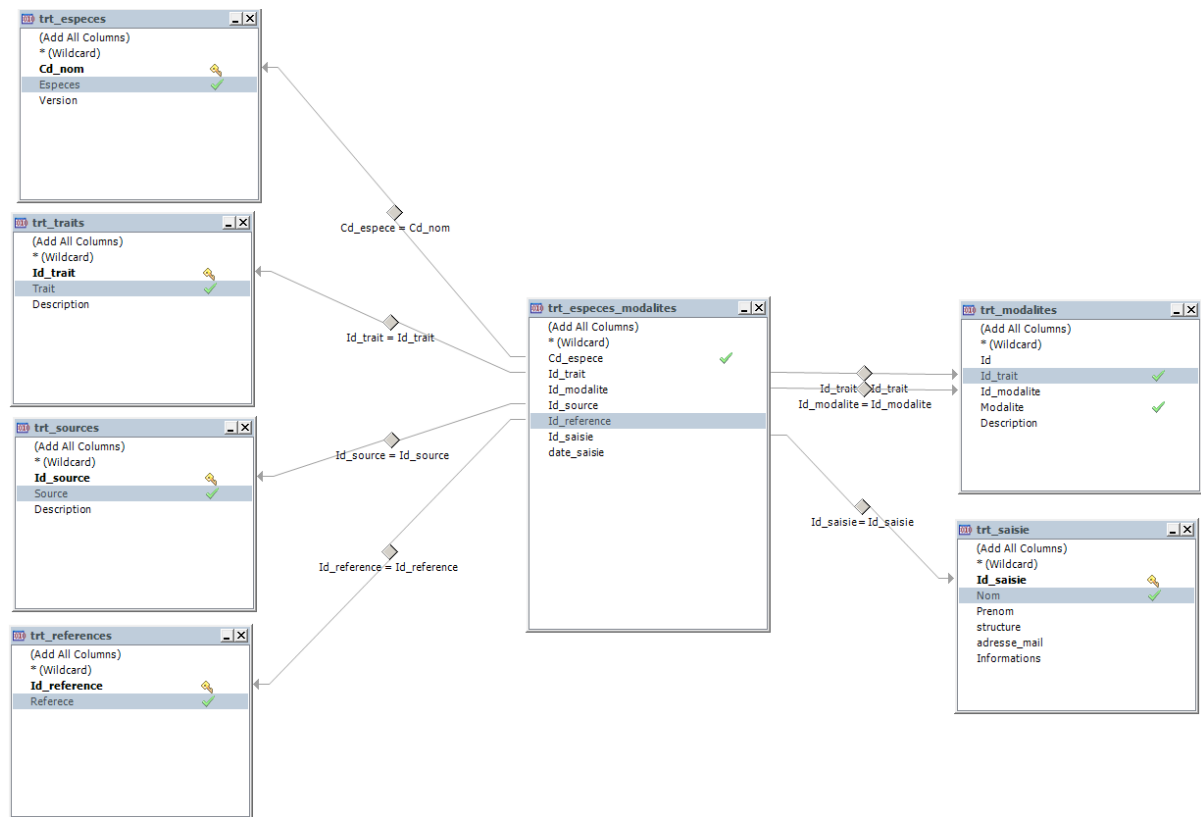 trt_especes
(Add All Columns)
* (Wildcard)
Cd_nom
Especes
Version
trt_traits
(Add All Columns)
* (Wildcard)
Id_trait
Trait
Description
trt_sources
(Add All Columns)
* (Wildcard)
Id_source
Source
Description
trt_references
(Add All Columns)
* (Wildcard)
Id_reference
Referece
Cd_espece = Cd_nom
Id_trait = Id_trait
Id_source = Id_source
Id_reference = Id_reference
trt_especes_modalites
(Add All Columns)
* (Wildcard)
Cd_espece
Id_trait
Id_modalite
Id_source
Id_reference
Id_saisie
date_saisie
Id_trait = Id_trait
Id_modalite = Id_modalite
Id_saisie= Id_saisie
trt_modalites
(Add All Columns)
* (Wildcard)
Id
Id_trait
Id_modalite
Modalite
Description
trt_saisie
(Add All Columns)
* (Wildcard)
Id_saisie
Nom
Prenom
structure
adresse_mail
Informations